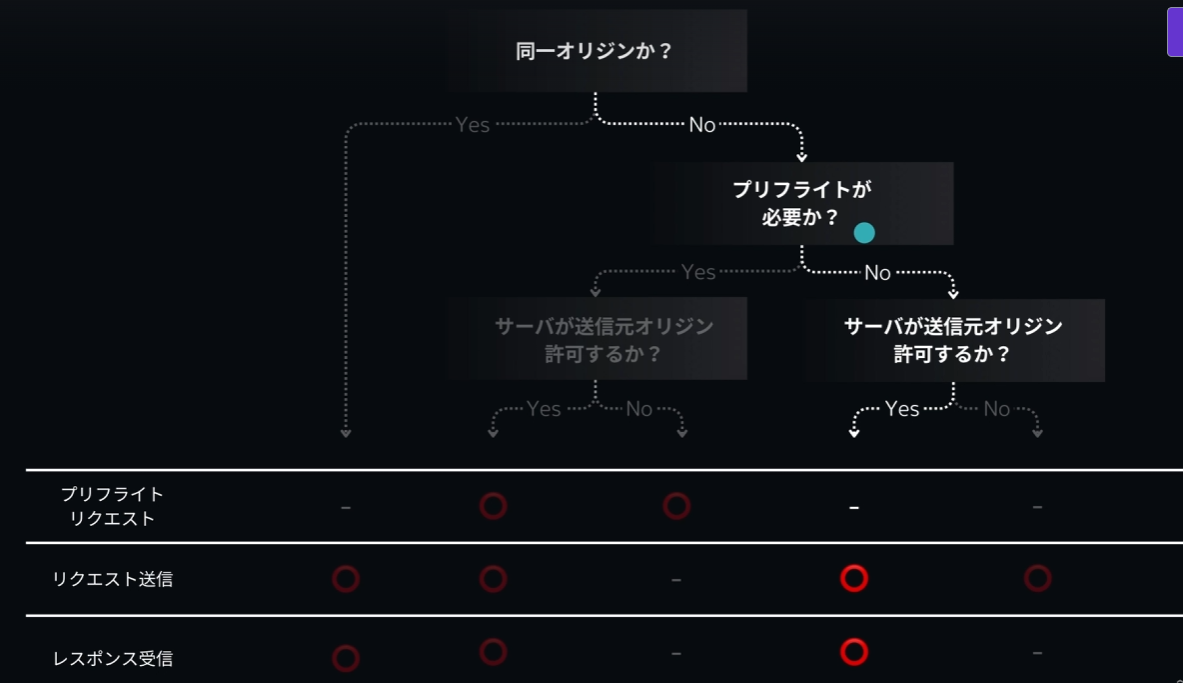 同一オリジンか？
Yes
No
プリフライトが
必要か？
Yes
No
サーバが送信元オリジン
許可するか？
サーバが送信元オリジン
許可するか？
Yes
No
Yes
No
プリフライト
リクエスト
–
–
–
リクエスト送信
–
レスポンス受信
–
–